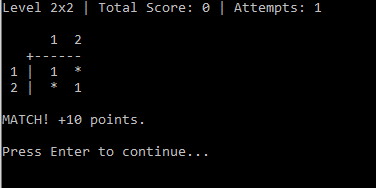 Level 2x2 | Total Score: 0 | Attempts: 1
1 2
+------
1 | 1 *
2 | * 1
MATCH! +10 points.
Press Enter to continue...